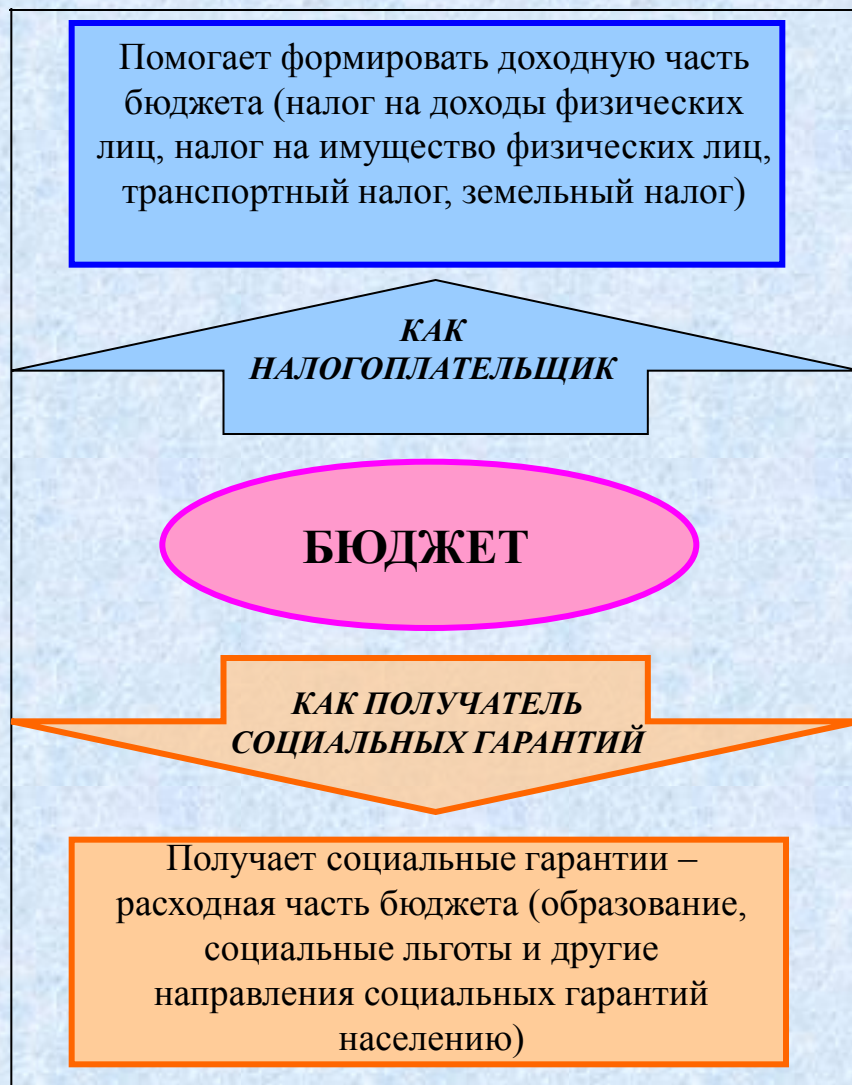 Помогает формировать доходную часть
бюджета (налог на доходы физических
лиц, налог на имущество физических лиц,
транспортный налог, земельный налог)
КАК
НАЛОГОПЛАТЕЛЬЩИК
БЮДЖЕТ
КАК ПОЛУЧАТЕЛЬ
СОЦИАЛЬНЫХ ГАРАНТИЙ
Получает социальные гарантии –
расходная часть бюджета (образование,
социальные льготы и другие
направления социальных гарантий
населению)